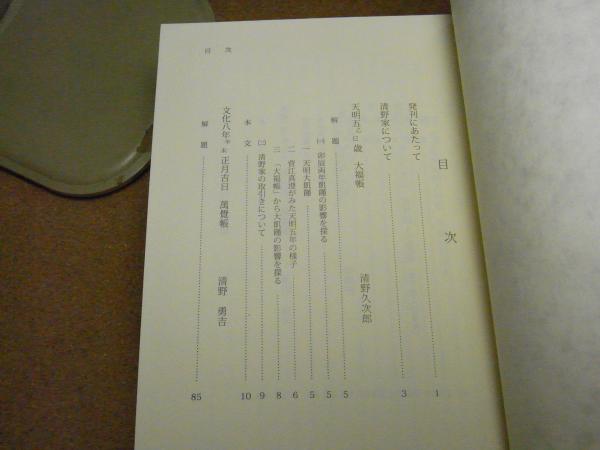 目次
目次
発刊にあたって 1
清野家について 3
天明五乙巳歳 大福帳 清野久次郎
解題 5
㈠ 卯辰両年飢饉の影響を探る 5
一 天明大飢饉 5
二 菅江真澄がみた天明五年の様子 6
三 「大福帳」から大飢饉の影響を探る 8
㈡ 清野家の取引きについて 9
本文 10
文化八年辛未正月六日 萬覺帳 清野勇吉
解題 85